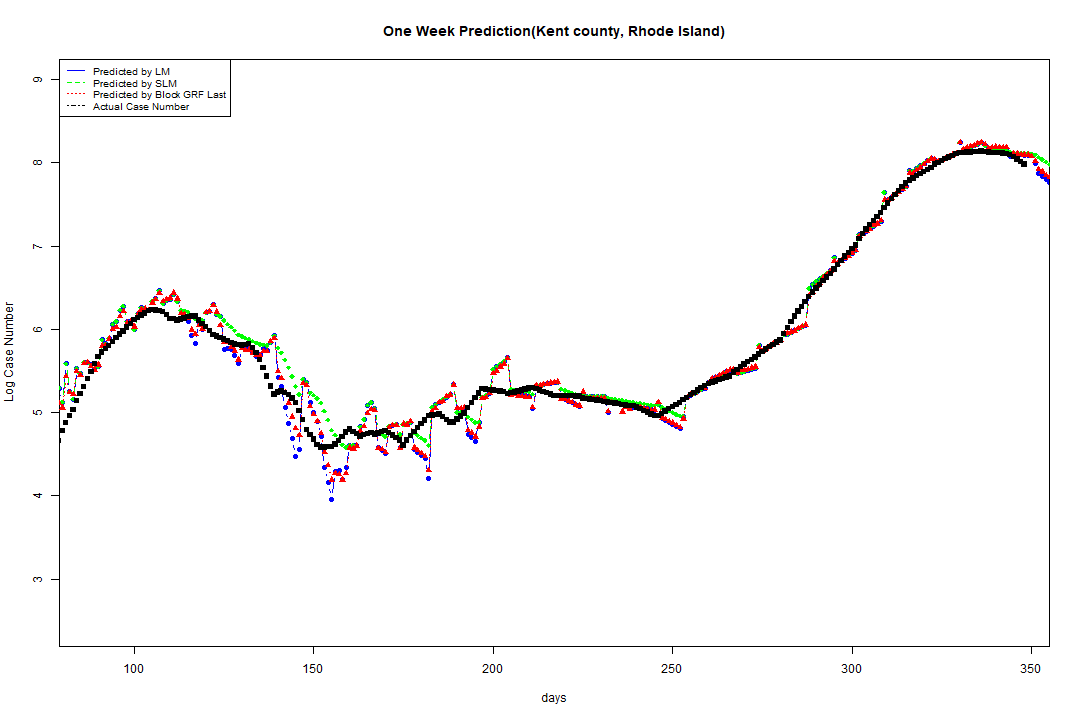 One Week Prediction(Kent county, Rhode Island)
Predicted by LM
Predicted by SLM
Predicted by Block GRF Last
Actual Case Number
9
8
7
6
5
4
3
Log Case Number
100 150 200 250 300 350
days